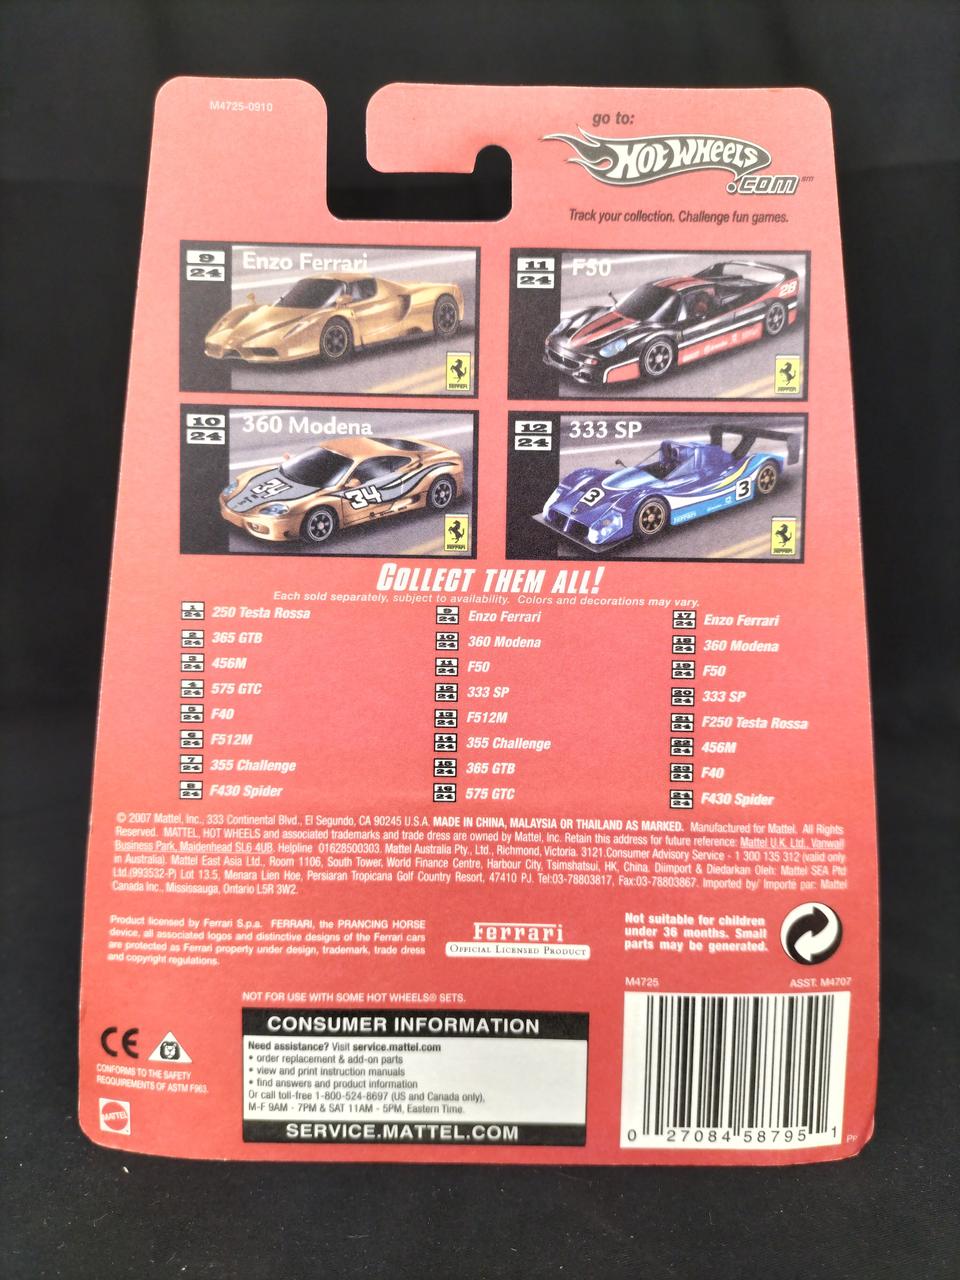 M4725-0910
go to:
HOT WHEELS
.COM℠
Track your collection. Challenge fun games.
9
24
Enzo Ferrari
Ferrari
11
24
F50
28
Ferrari
10
24
360 Modena
34
34
Ferrari
12
24
333 SP
3
3
Ferrari
Ferrari
COLLECT THEM ALL!
Each sold separately, subject to availability. Colors and decorations may vary.
1/24 250 Testa Rossa
2/24 365 GTB
3/24 456M
4/24 575 GTC
5/24 F40
6/24 F512M
7/24 355 Challenge
8/24 F430 Spider
9/24 Enzo Ferrari
10/24 360 Modena
11/24 F50
12/24 333 SP
13/24 F512M
14/24 355 Challenge
15/24 365 GTB
16/24 575 GTC
17/24 Enzo Ferrari
18/24 360 Modena
19/24 F50
20/24 333 SP
21/24 F250 Testa Rossa
22/24 456M
23/24 F40
24/24 F430 Spider
© 2007 Mattel, Inc., 333 Continental Blvd., El Segundo, CA 90245 U.S.A. MADE IN CHINA, MALAYSIA OR THAILAND AS MARKED. Manufactured for Mattel. All Rights
Reserved. MATTEL, HOT WHEELS and associated trademarks and trade dress are owned by Mattel, Inc. Retain this address for future reference: Mattel U.K. Ltd., Vanwall
Business Park, Maidenhead SL6 4UB. Helpline 01628500303. Mattel Australia Pty., Ltd., Richmond, Victoria. 3121.Consumer Advisory Service - 1 300 135 312 (valid only
in Australia). Mattel East Asia Ltd., Room 1106, South Tower, World Finance Centre, Harbour City, Tsimshatsui, HK, China. Diimport & Diedarkan Oleh: Mattel SEA Ptd
Ltd.(993532-P) Lot 13.5, Menara Lien Hoe, Persiaran Tropicana Golf Country Resort, 47410 PJ. Tel:03-78803817, Fax:03-78803867. Imported by/ Importé par: Mattel
Canada Inc., Mississauga, Ontario L5R 3W2.
Product licensed by Ferrari S.p.a. FERRARI, the PRANCING HORSE
device, all associated logos and distinctive designs of the Ferrari cars
are protected as Ferrari property under design, trademark, trade dress
and copyright regulations.
Ferrari
OFFICIAL LICENSED PRODUCT
Not suitable for children
under 36 months. Small
parts may be generated.
M4725
ASST. M4707
NOT FOR USE WITH SOME HOT WHEELS® SETS.
CONSUMER INFORMATION
Need assistance? Visit service.mattel.com
• order replacement & add-on parts
• view and print instruction manuals
• find answers and product information
Or call toll-free 1-800-524-8697 (US and Canada only),
M-F 9AM - 7PM & SAT 11AM - 5PM, Eastern Time.
SERVICE.MATTEL.COM
CE
CONFORMS TO THE SAFETY
REQOUIREMENTS OF ASTM F963.
MATTEL
0 27084 58795 1
PP